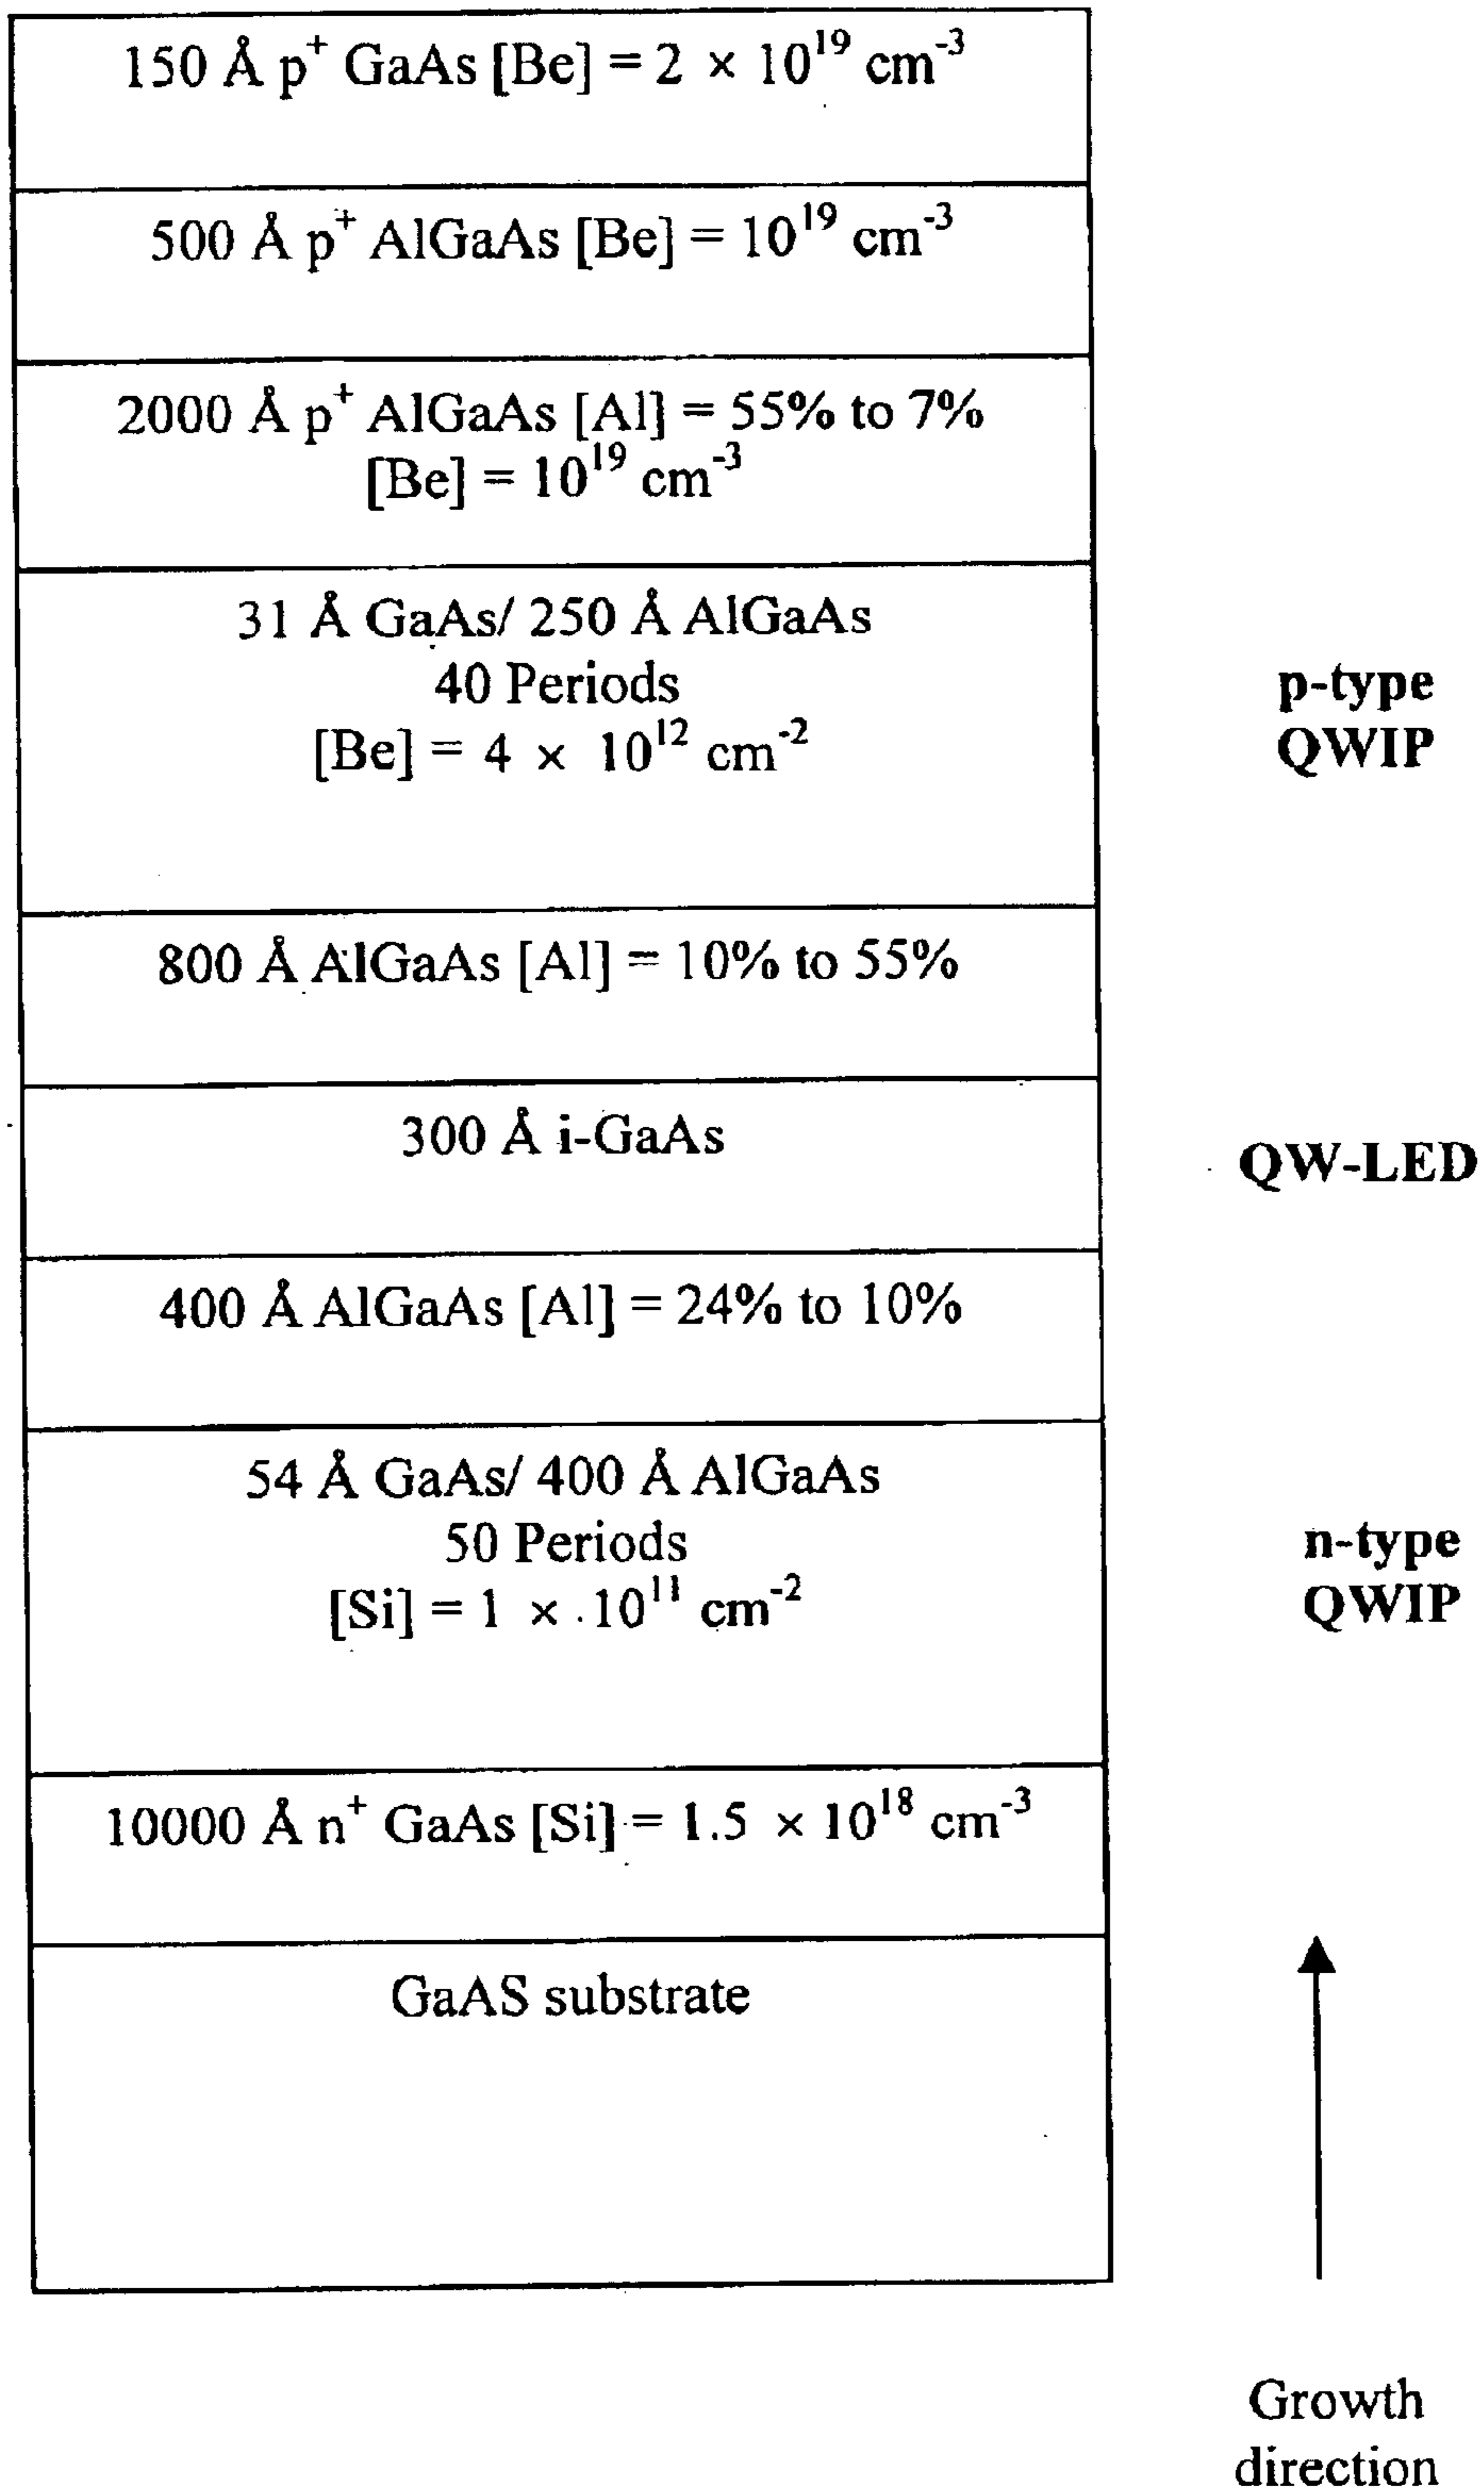 150 Å p⁺ GaAs [Be] = 2 × 10¹⁹ cm⁻³
500 Å p⁺ AlGaAs [Be] = 10¹⁹ cm⁻³
2000 Å p⁺ AlGaAs [Al] = 55% to 7%
[Be] = 10¹⁹ cm⁻³
31 Å GaAs/ 250 Å AlGaAs
40 Periods
[Be] = 4 × 10¹² cm⁻²
p-type
QWIP
800 Å AlGaAs [Al] = 10% to 55%
300 Å i-GaAs
QW-LED
400 Å AlGaAs [Al] = 24% to 10%
54 Å GaAs/ 400 Å AlGaAs
50 Periods
[Si] = 1 × 10¹¹ cm⁻²
n-type
QWIP
10000 Å n⁺ GaAs [Si] = 1.5 × 10¹⁸ cm⁻³
GaAS substrate
Growth
direction